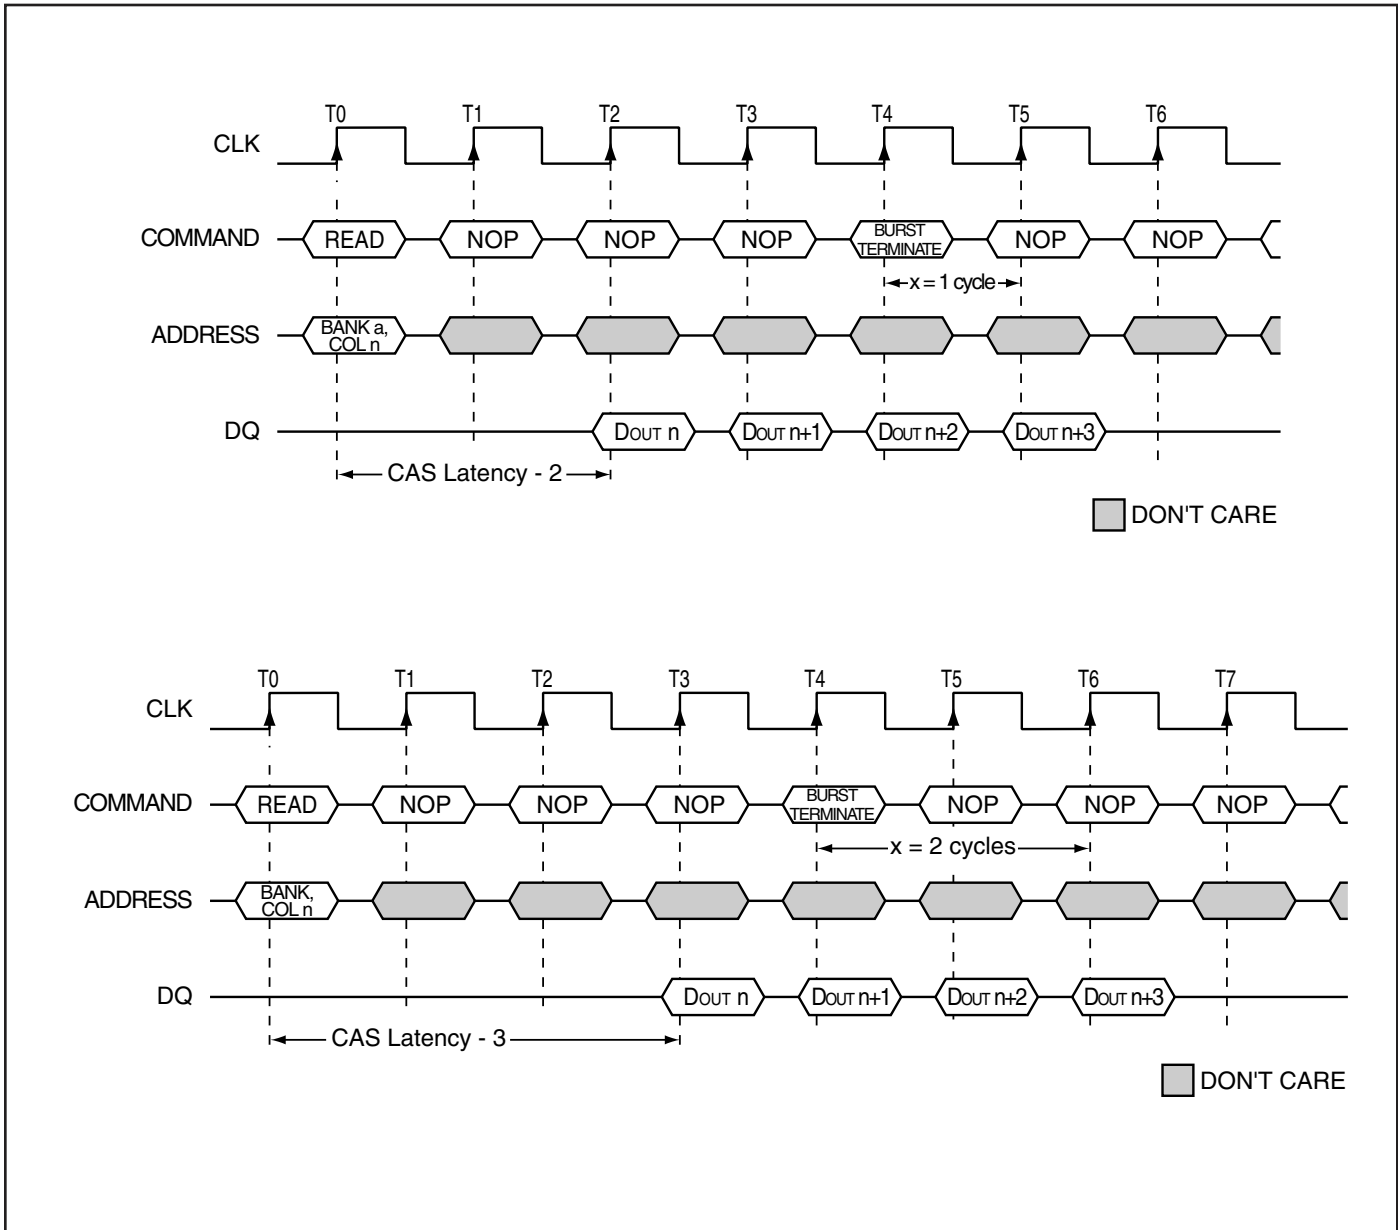 T0 T1 T2 T3 T4 T5 T6
CLK
COMMAND READ NOP NOP NOP BURST TERMINATE NOP NOP
x = 1 cycle
ADDRESS BANK a, COL n
DQ DOUT n DOUT n+1 DOUT n+2 DOUT n+3
CAS Latency - 2
DON'T CARE
T0 T1 T2 T3 T4 T5 T6 T7
CLK
COMMAND READ NOP NOP NOP BURST TERMINATE NOP NOP NOP
x = 2 cycles
ADDRESS BANK, COL n
DQ DOUT n DOUT n+1 DOUT n+2 DOUT n+3
CAS Latency - 3
DON'T CARE